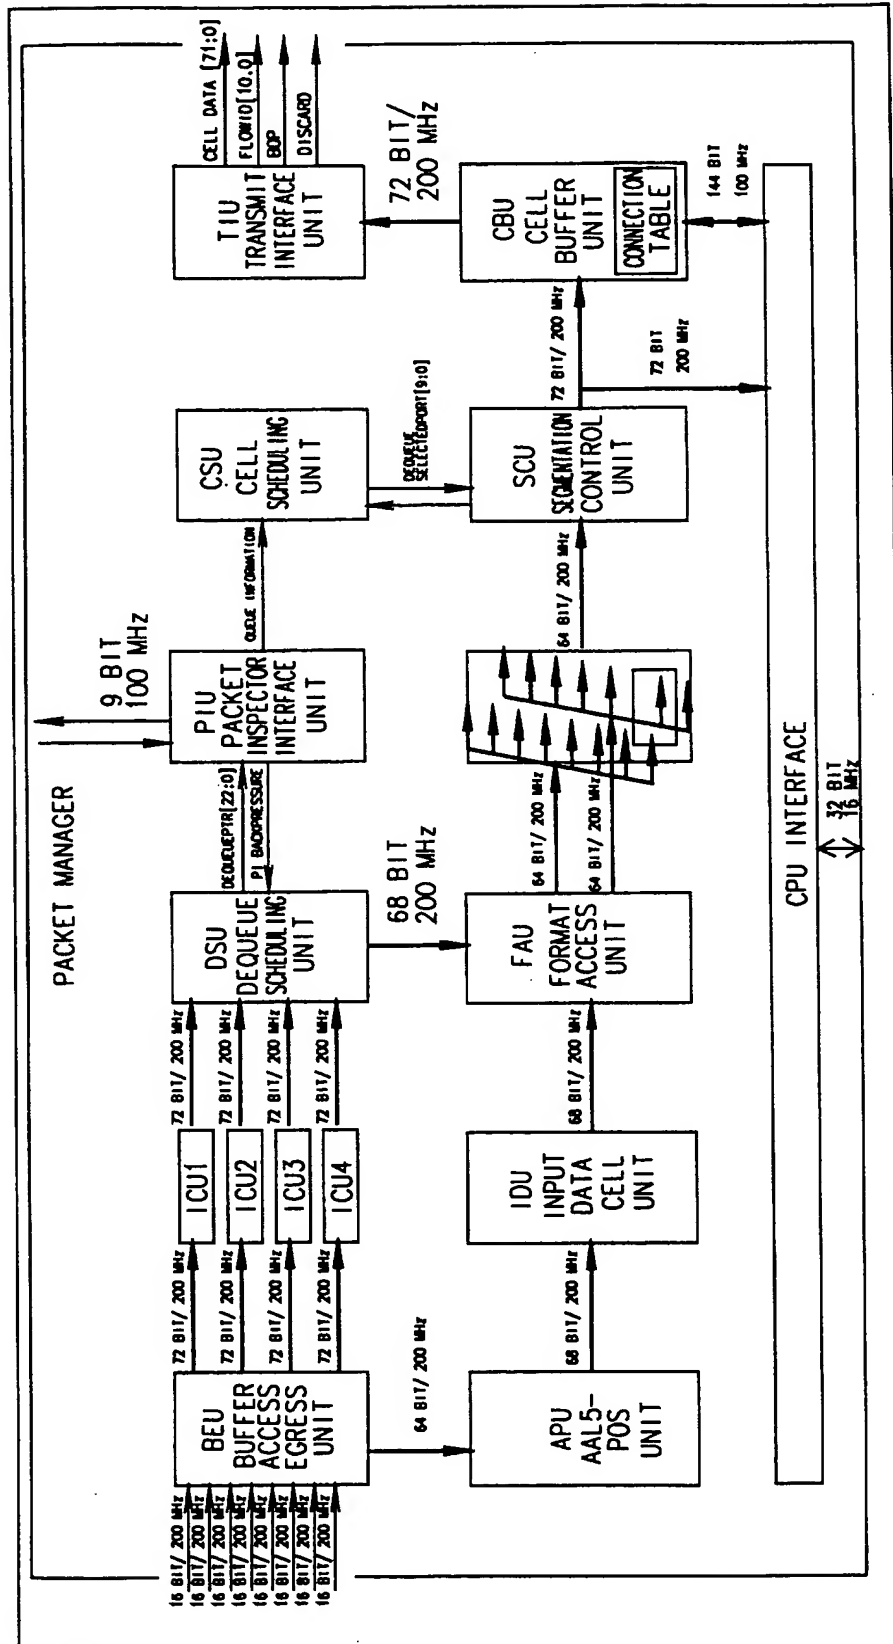 PACKET MANAGER
9 BIT
100 MHz
16 BIT/ 200 MHz
16 BIT/ 200 MHz
16 BIT/ 200 MHz
16 BIT/ 200 MHz
16 BIT/ 200 MHz
16 BIT/ 200 MHz
16 BIT/ 200 MHz
16 BIT/ 200 MHz
BEU
BUFFER
ACCESS
EGRESS
UNIT
72 BIT/ 200 MHz
72 BIT/ 200 MHz
72 BIT/ 200 MHz
72 BIT/ 200 MHz
ICU1
ICU2
ICU3
ICU4
72 BIT/ 200 MHz
72 BIT/ 200 MHz
72 BIT/ 200 MHz
72 BIT/ 200 MHz
DSU
DEQUEUE
SCHEDULING
UNIT
DEQUEUEPTR[22:0]
PI BACKPRESSURE
PIU
PACKET
INSPECTOR
INTERFACE
UNIT
QUEUE INFORMATION
CSU
CELL
SCHEDULING
UNIT
TIU
TRANSMIT
INTERFACE
UNIT
CELL DATA [71:0]
FLOWID[10.0]
BOP
DISCARD
64 BIT/ 200 MHz
68 BIT
200 MHz
DEQUEUE
SELECTEDPORT[9:0]
72 BIT/
200 MHz
APU
AAL5-
POS
UNIT
68 BIT/ 200 MHz
IDU
INPUT
DATA
CELL
UNIT
68 BIT/ 200 MHz
FAU
FORMAT
ACCESS
UNIT
64 BIT/ 200 MHz
64 BIT/ 200 MHz
64 BIT/ 200 MHz
SCU
SEGMENTATION
CONTROL
UNIT
72 BIT/ 200 MHz
72 BIT
200 MHz
CBU
CELL
BUFFER
UNIT
CONNECTION
TABLE
144 BIT
100 MHz
CPU INTERFACE
32 BIT
16 MHz